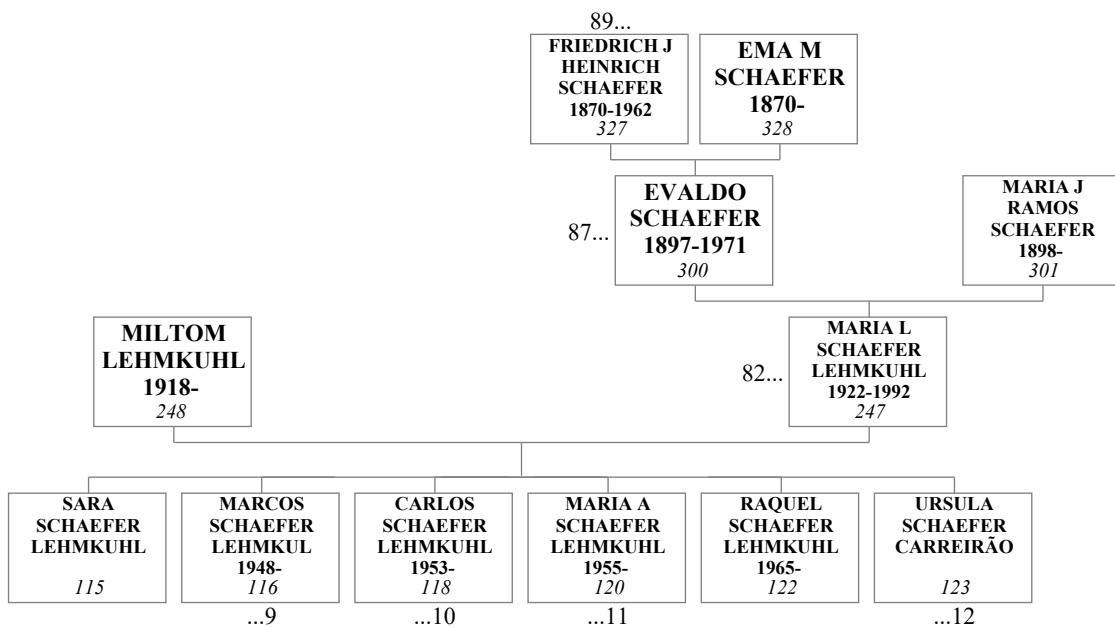 89...
FRIEDRICH J
HEINRICH
SCHAEFER
1870-1962
327
EMA M
SCHAEFER
1870-
328
87...
EVALDO
SCHAEFER
1897-1971
300
MARIA J
RAMOS
SCHAEFER
1898-
301
MILTOM
LEHMKUHL
1918-
248
82...
MARIA L
SCHAEFER
LEHMKUHL
1922-1992
247
SARA
SCHAEFER
LEHMKUHL
115
MARCOS
SCHAEFER
LEHMKUL
1948-
116
...9
CARLOS
SCHAEFER
LEHMKUHL
1953-
118
...10
MARIA A
SCHAEFER
LEHMKUHL
1955-
120
...11
RAQUEL
SCHAEFER
LEHMKUHL
1965-
122
URSULA
SCHAEFER
CARREIRÃO
123
...12